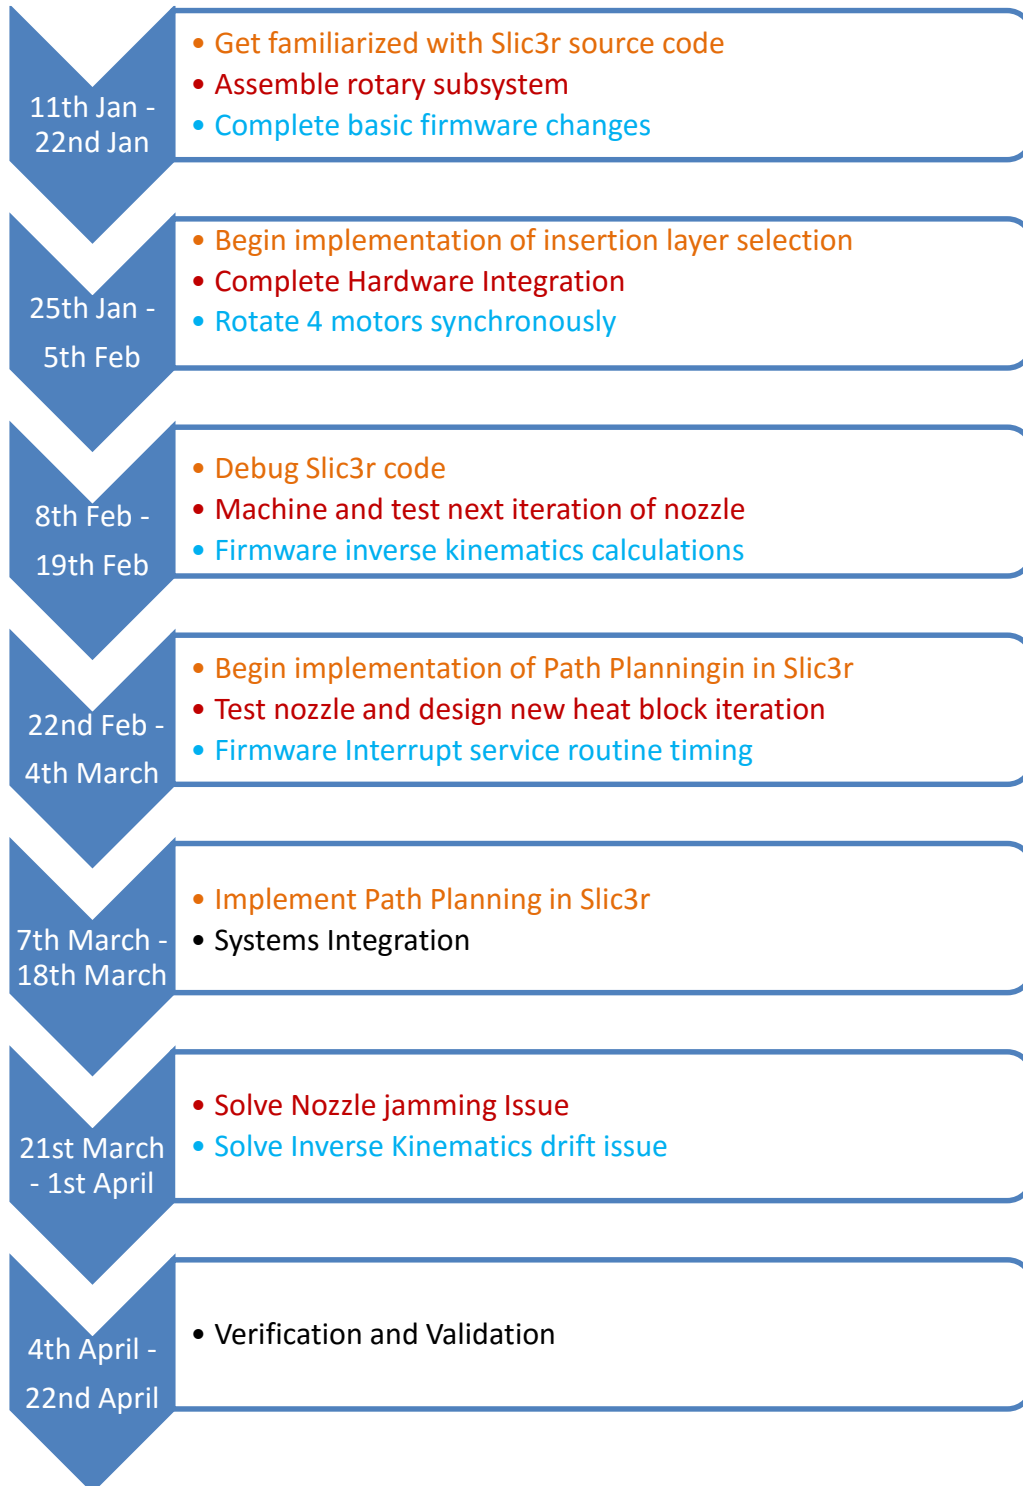 11th Jan -
22nd Jan
• Get familiarized with Slic3r source code
• Assemble rotary subsystem
• Complete basic firmware changes
25th Jan -
5th Feb
• Begin implementation of insertion layer selection
• Complete Hardware Integration
• Rotate 4 motors synchronously
8th Feb -
19th Feb
• Debug Slic3r code
• Machine and test next iteration of nozzle
• Firmware inverse kinematics calculations
22nd Feb -
4th March
• Begin implementation of Path Planningin in Slic3r
• Test nozzle and design new heat block iteration
• Firmware Interrupt service routine timing
7th March -
18th March
• Implement Path Planning in Slic3r
• Systems Integration
21st March
- 1st April
• Solve Nozzle jamming Issue
• Solve Inverse Kinematics drift issue
4th April -
22nd April
• Verification and Validation